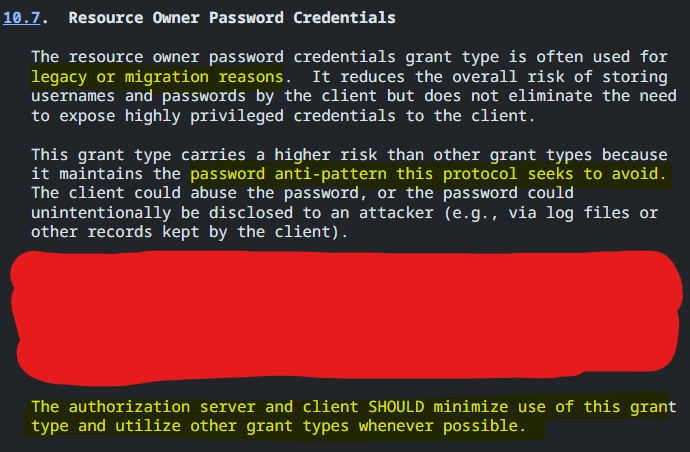 10.7. Resource Owner Password Credentials
The resource owner password credentials grant type is often used for
legacy or migration reasons. It reduces the overall risk of storing
usernames and passwords by the client but does not eliminate the need
to expose highly privileged credentials to the client.
This grant type carries a higher risk than other grant types because
it maintains the password anti-pattern this protocol seeks to avoid.
The client could abuse the password, or the password could
unintentionally be disclosed to an attacker (e.g., via log files or
other records kept by the client).
The authorization server and client SHOULD minimize use of this grant
type and utilize other grant types whenever possible.